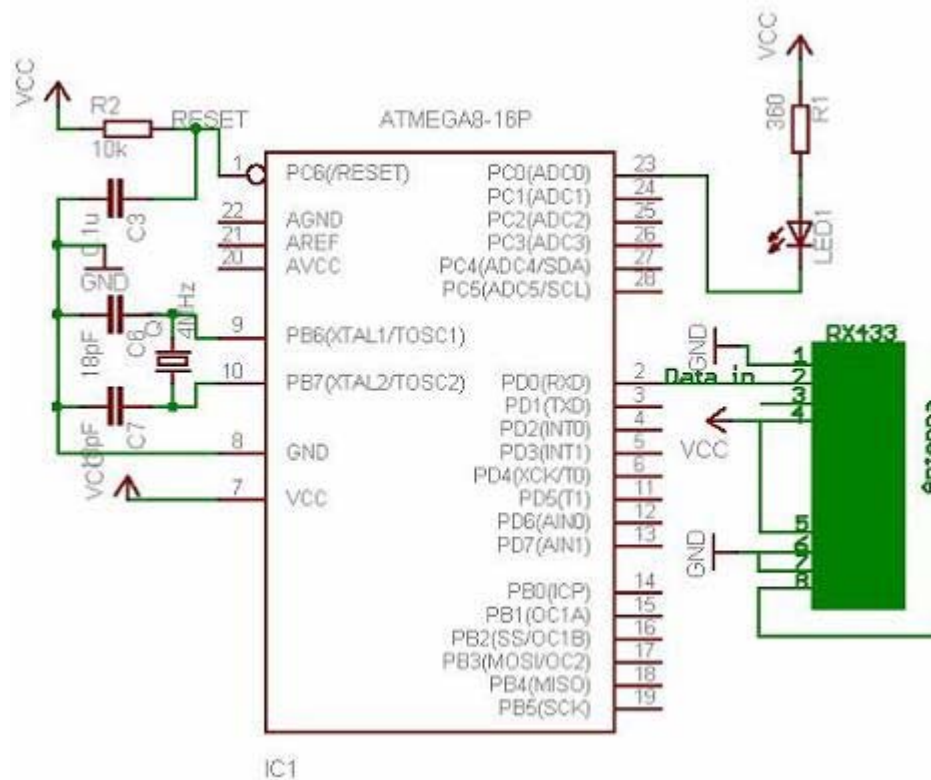 VCC
R2
10k
RESET
C3
0.1u
GND
18pF
C6
Q
4MHz
C7
VCC
ATMEGA8-16P
1 PC6(/RESET)
22 AGND
21 AREF
20 AVCC
9 PB6(XTAL1/TOSC1)
10 PB7(XTAL2/TOSC2)
8 GND
7 VCC
PC0(ADC0) 23
PC1(ADC1) 24
PC2(ADC2) 25
PC3(ADC3) 26
PC4(ADC4/SDA) 27
PC5(ADC5/SCL) 28
PD0(RXD) 2
PD1(TXD) 3
PD2(INT0) 4
PD3(INT1) 5
PD4(XCK/T0) 6
PD5(T1) 11
PD6(AIN0) 12
PD7(AIN1) 13
PB0(ICP) 14
PB1(OC1A) 15
PB2(SS/OC1B) 16
PB3(MOSI/OC2) 17
PB4(MISO) 18
PB5(SCK) 19
IC1
VCC
360
R1
LED1
GND
Data in
VCC
GND
RX433
1
2
3
4
5
6
7
8
Antenna